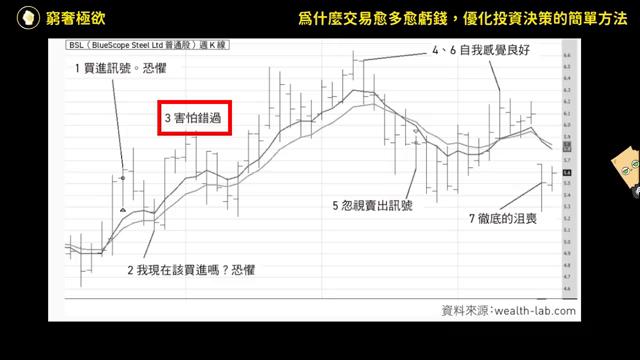 窮奢極欲
為什麼交易愈多愈虧錢，優化投資決策的簡單方法
BSL（BlueScope Steel Ltd 普通股）週 K 線
4、6 自我感覺良好
1 買進訊號。恐懼
3 害怕錯過
5 忽視賣出訊號
7 徹底的沮喪
2 我現在該買進嗎？恐懼
資料來源：wealth-lab.com
6.4
6.3
6.2
6.1
6.0
5.9
5.8
5.7
5.6
5.5
5.4
5.3
5.2
5.1
5.0
4.9
4.8
4.7
4.6